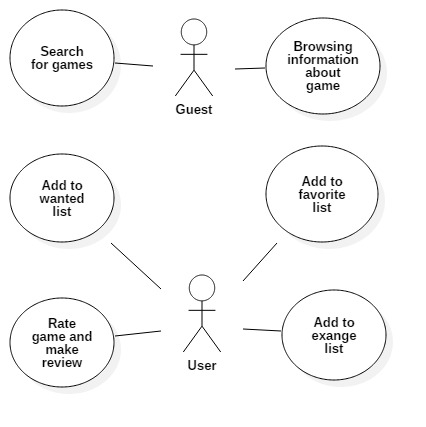 Search
for games
Guest
Browsing
information
about
game
Add to
wanted
list
Add to
favorite
list
Rate
game and
make
review
User
Add to
exange
list